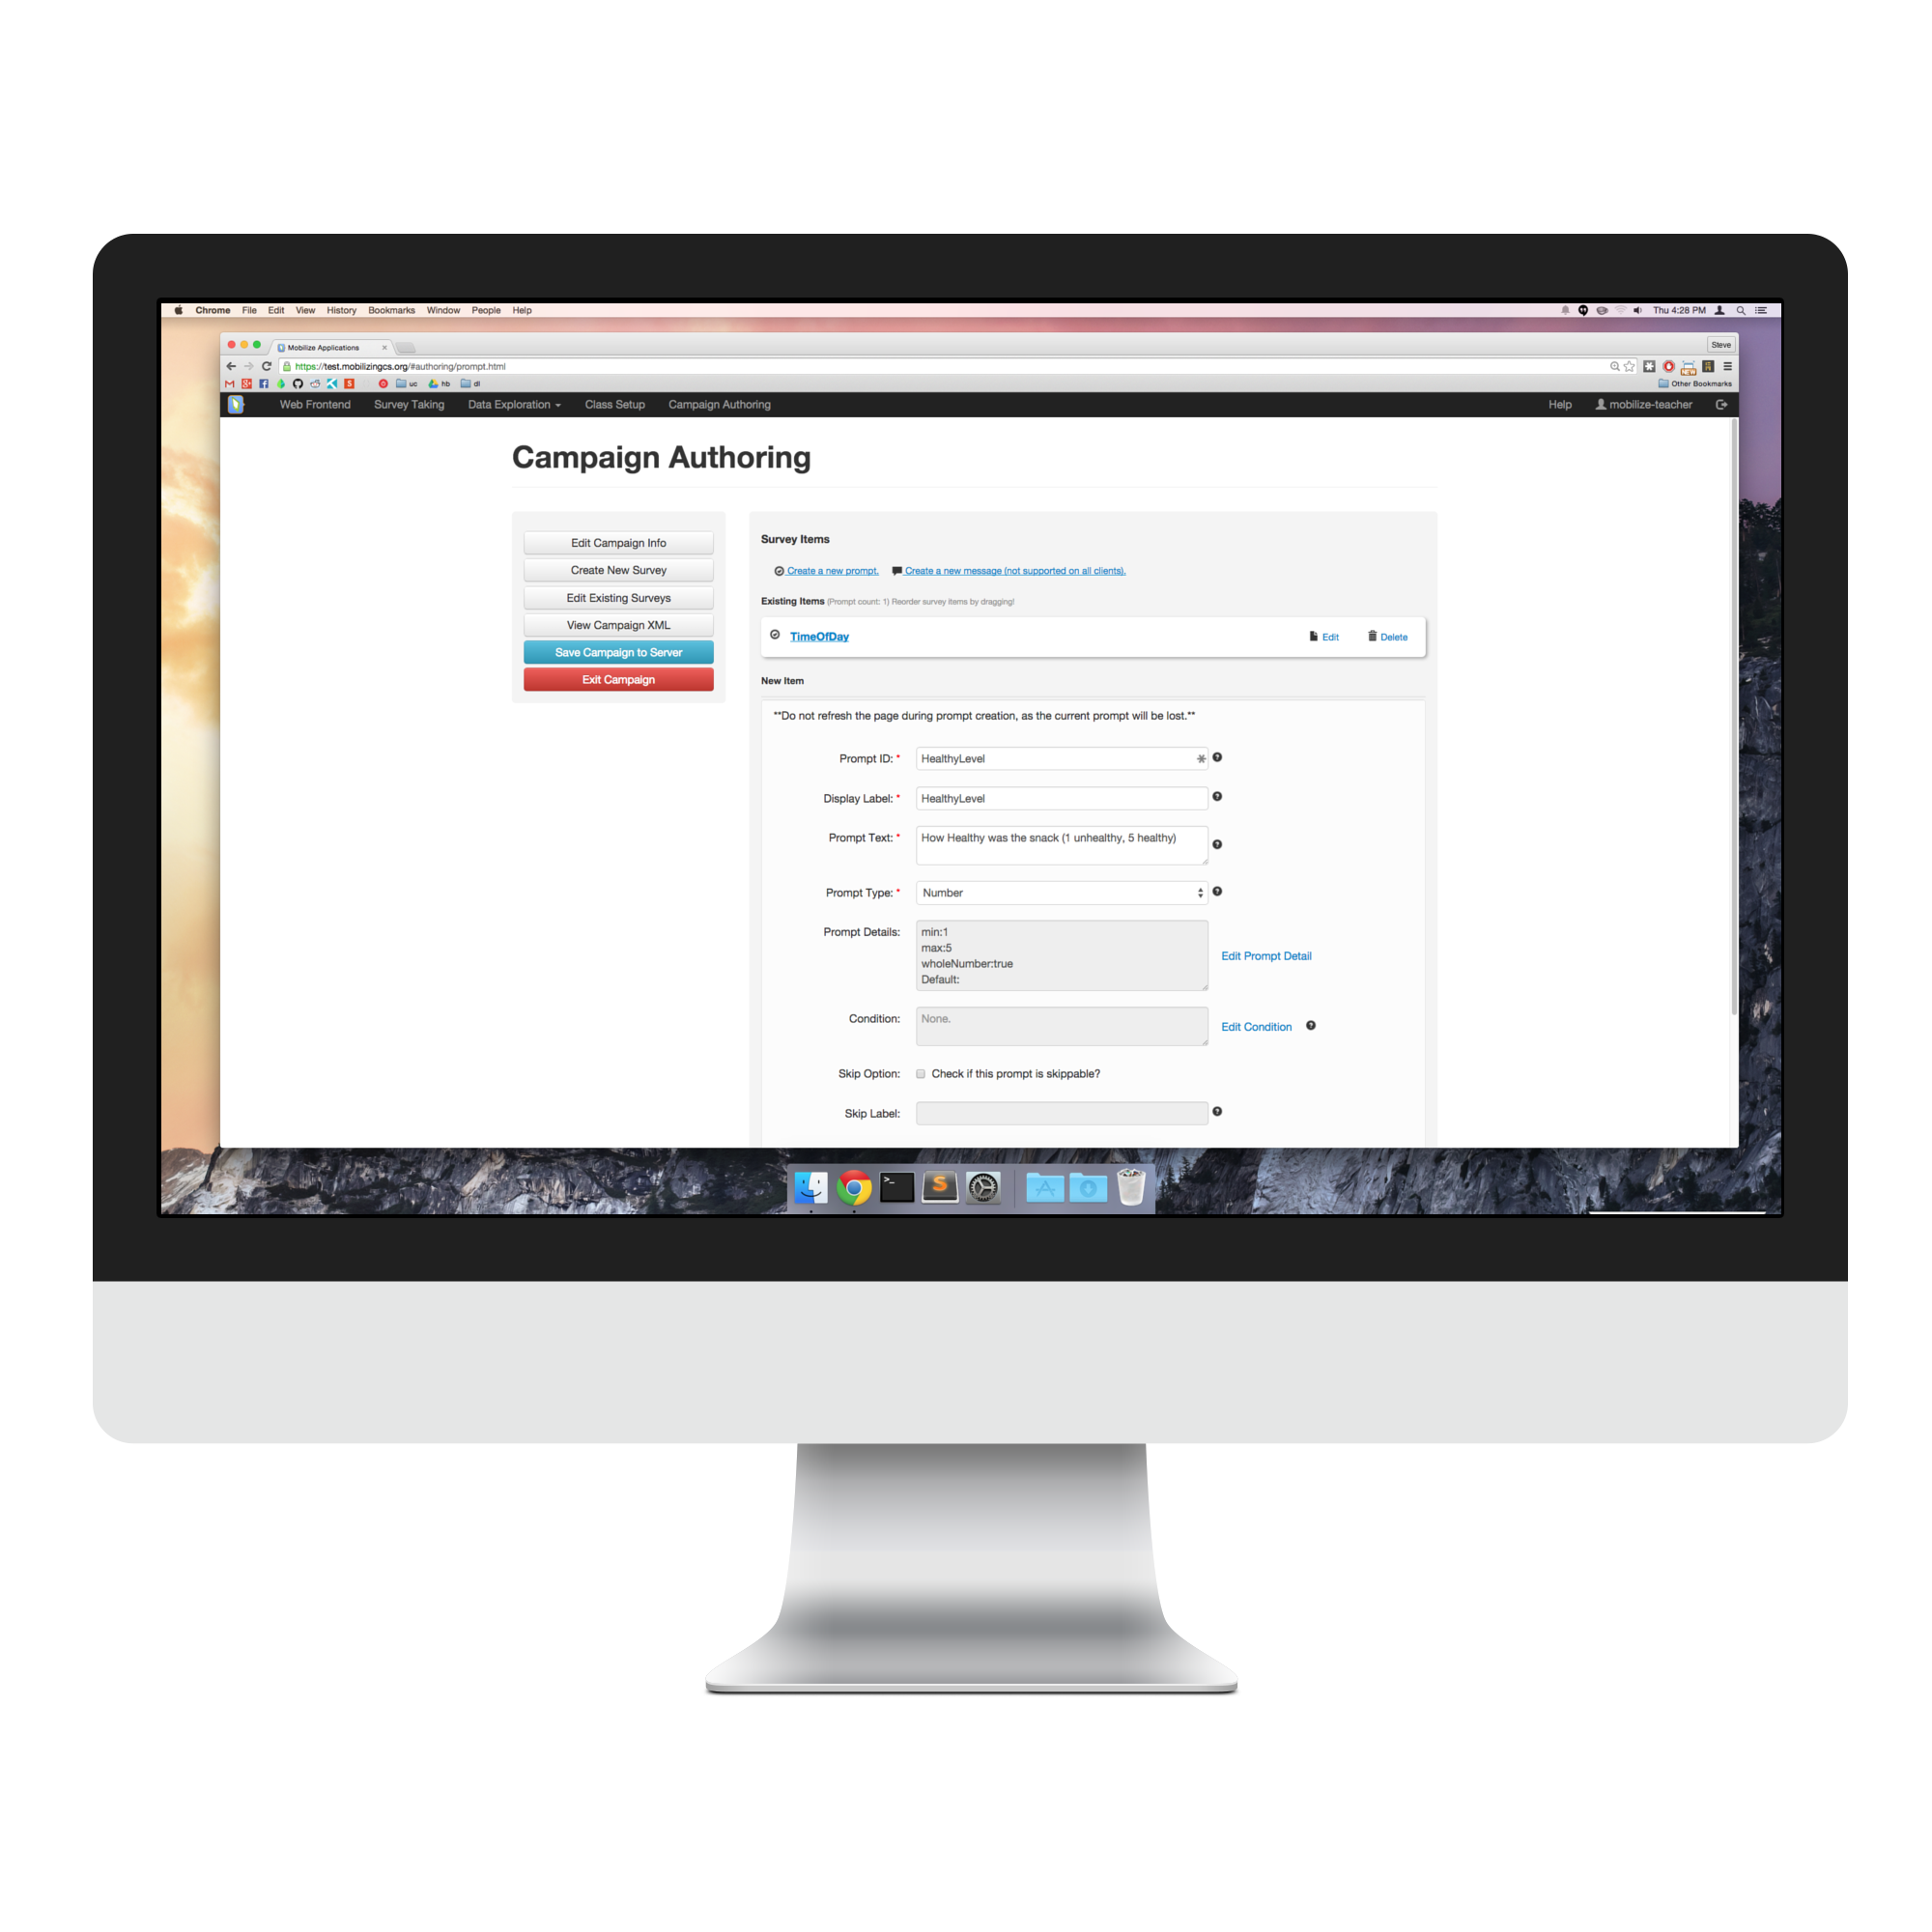 Chrome File Edit View History Bookmarks Window People Help Thu 4:28 PM
Mobilize Applications Steve
https://test.mobilizingcs.org/#authoring/prompt.html
uc hb dl Other Bookmarks
Web Frontend Survey Taking Data Exploration Class Setup Campaign Authoring Help mobilize-teacher
Campaign Authoring
Edit Campaign Info
Create New Survey
Edit Existing Surveys
View Campaign XML
Save Campaign to Server
Exit Campaign
Survey Items
Create a new prompt. Create a new message (not supported on all clients).
Existing Items (Prompt count: 1) Reorder survey items by dragging!
TimeOfDay Edit Delete
New Item
**Do not refresh the page during prompt creation, as the current prompt will be lost.**
Prompt ID: * HealthyLevel
Display Label: * HealthyLevel
Prompt Text: * How Healthy was the snack (1 unhealthy, 5 healthy)
Prompt Type: * Number
Prompt Details: min:1
max:5
wholeNumber:true
Default:
Edit Prompt Detail
Condition: None. Edit Condition
Skip Option: Check if this prompt is skippable?
Skip Label: